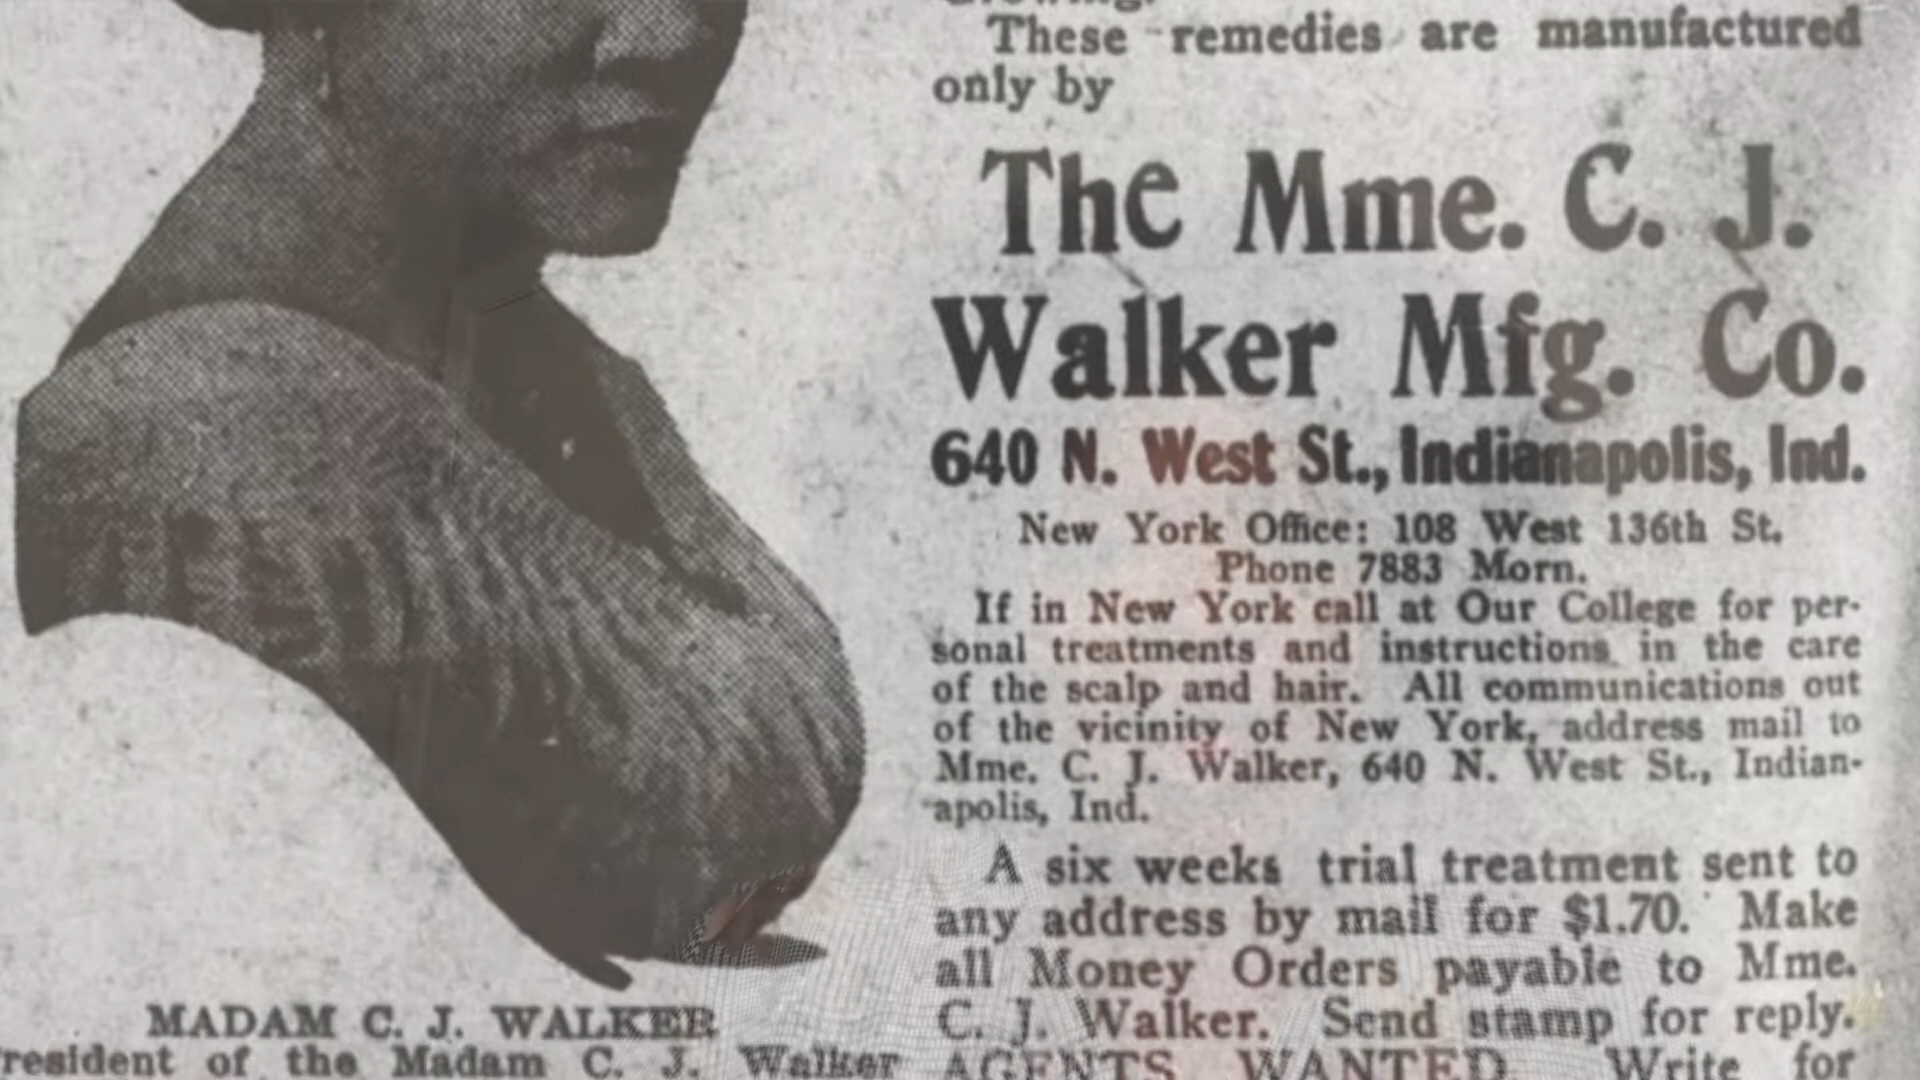 These remedies are manufactured
only by
The Mme. C. J.
Walker Mfg. Co.
640 N. West St., Indianapolis, Ind.
New York Office: 108 West 136th St.
Phone 7883 Morn.
If in New York call at Our College for per-
sonal treatments and instructions in the care
of the scalp and hair. All communications out
of the vicinity of New York, address mail to
Mme. C. J. Walker, 640 N. West St., Indian-
apolis, Ind.
A six weeks trial treatment sent to
any address by mail for $1.70. Make
all Money Orders payable to Mme.
C. J. Walker. Send stamp for reply.
AGENTS WANTED Write for
MADAM C. J. WALKER
resident of the Madam C. J. Walker